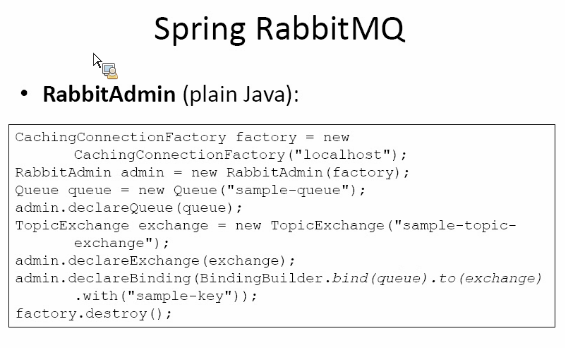 Spring RabbitMQ
• RabbitAdmin (plain Java):
CachingConnectionFactory factory = new
CachingConnectionFactory("localhost");
RabbitAdmin admin = new RabbitAdmin(factory);
Queue queue = new Queue("sample-queue");
admin.declareQueue(queue);
TopicExchange exchange = new TopicExchange("sample-topic-
exchange");
admin.declareExchange(exchange);
admin.declareBinding(BindingBuilder.bind(queue).to(exchange)
.with("sample-key"));
factory.destroy();